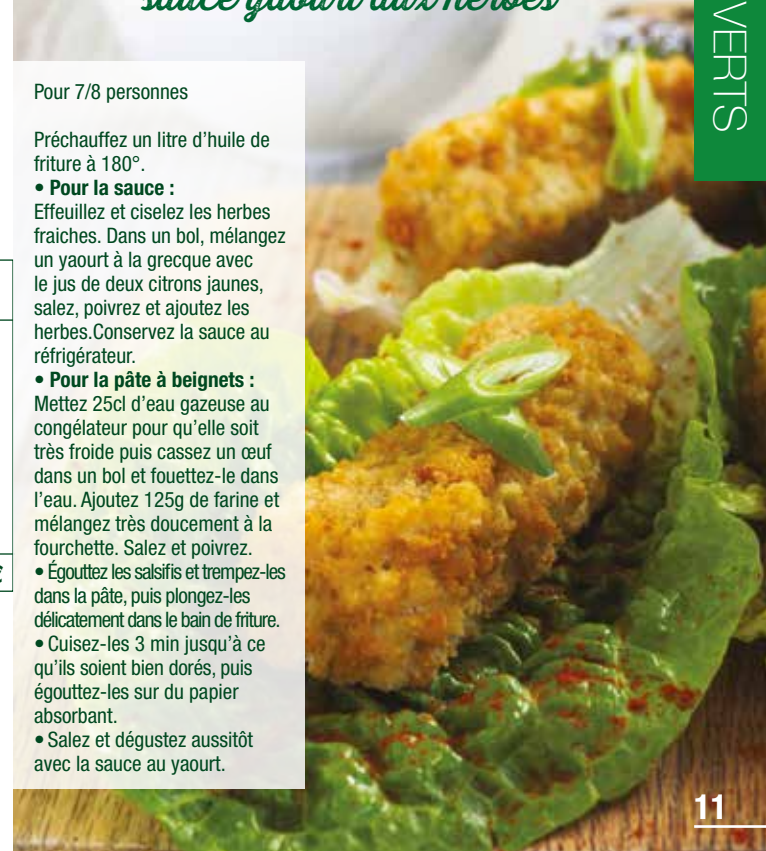 sauce yaourt aux herbes
VERTS
Pour 7/8 personnes
Préchauffez un litre d'huile de
friture à 180°.
• Pour la sauce :
Effeuillez et ciselez les herbes
fraiches. Dans un bol, mélangez
un yaourt à la grecque avec
le jus de deux citrons jaunes,
salez, poivrez et ajoutez les
herbes.Conservez la sauce au
réfrigérateur.
• Pour la pâte à beignets :
Mettez 25cl d'eau gazeuse au
congélateur pour qu'elle soit
très froide puis cassez un œuf
dans un bol et fouettez-le dans
l'eau. Ajoutez 125g de farine et
mélangez très doucement à la
fourchette. Salez et poivrez.
• Égouttez les salsifis et trempez-les
dans la pâte, puis plongez-les
délicatement dans le bain de friture.
• Cuisez-les 3 min jusqu'à ce
qu'ils soient bien dorés, puis
égouttez-les sur du papier
absorbant.
• Salez et dégustez aussitôt
avec la sauce au yaourt.
€
11